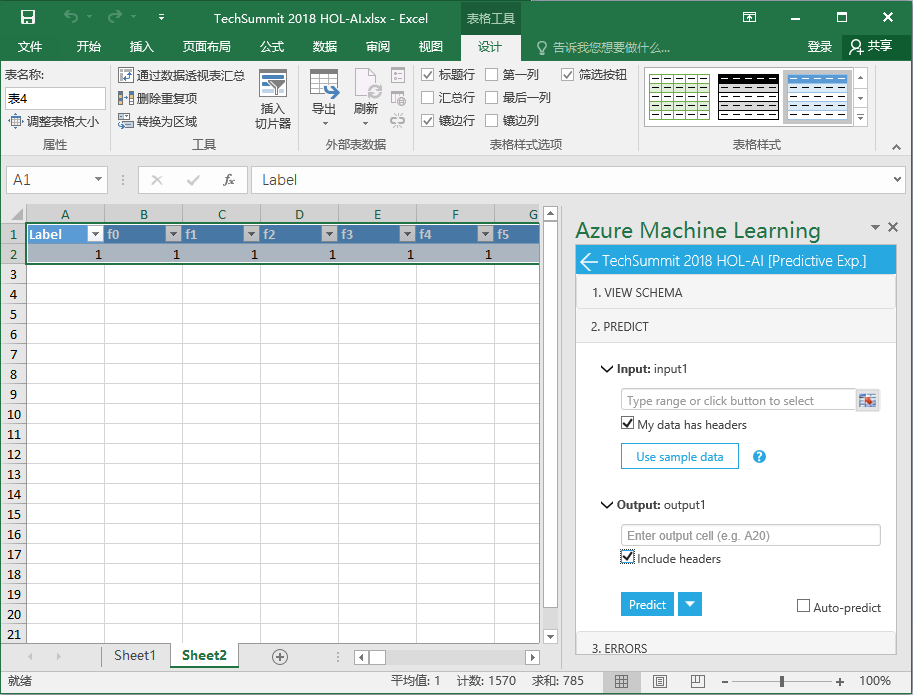 TechSummit 2018 HOL-AI.xlsx - Excel
表格工具
文件 开始 插入 页面布局 公式 数据 审阅 视图 设计 告诉我您想要做什么... 登录 共享
表名称:
表4
调整表格大小
属性
通过数据透视表汇总
删除重复项
转换为区域
插入
切片器
工具
导出
刷新
外部表数据
标题行 第一列 筛选按钮
汇总行 最后一列
镶边行 镶边列
表格样式选项
表格样式
A1
fx
Label
A B C D E F G
1 Label f0 f1 f2 f3 f4 f5
2 1 1 1 1 1 1
3
4
5
6
7
8
9
10
11
12
13
14
15
16
17
18
19
20
21
Azure Machine Learning
TechSummit 2018 HOL-AI [Predictive Exp.]
1. VIEW SCHEMA
2. PREDICT
Input: input1
Type range or click button to select
My data has headers
Use sample data ?
Output: output1
Enter output cell (e.g. A20)
Include headers
Predict
Auto-predict
3. ERRORS
Sheet1 Sheet2
就绪
平均值: 1 计数: 1570 求和: 785
100%